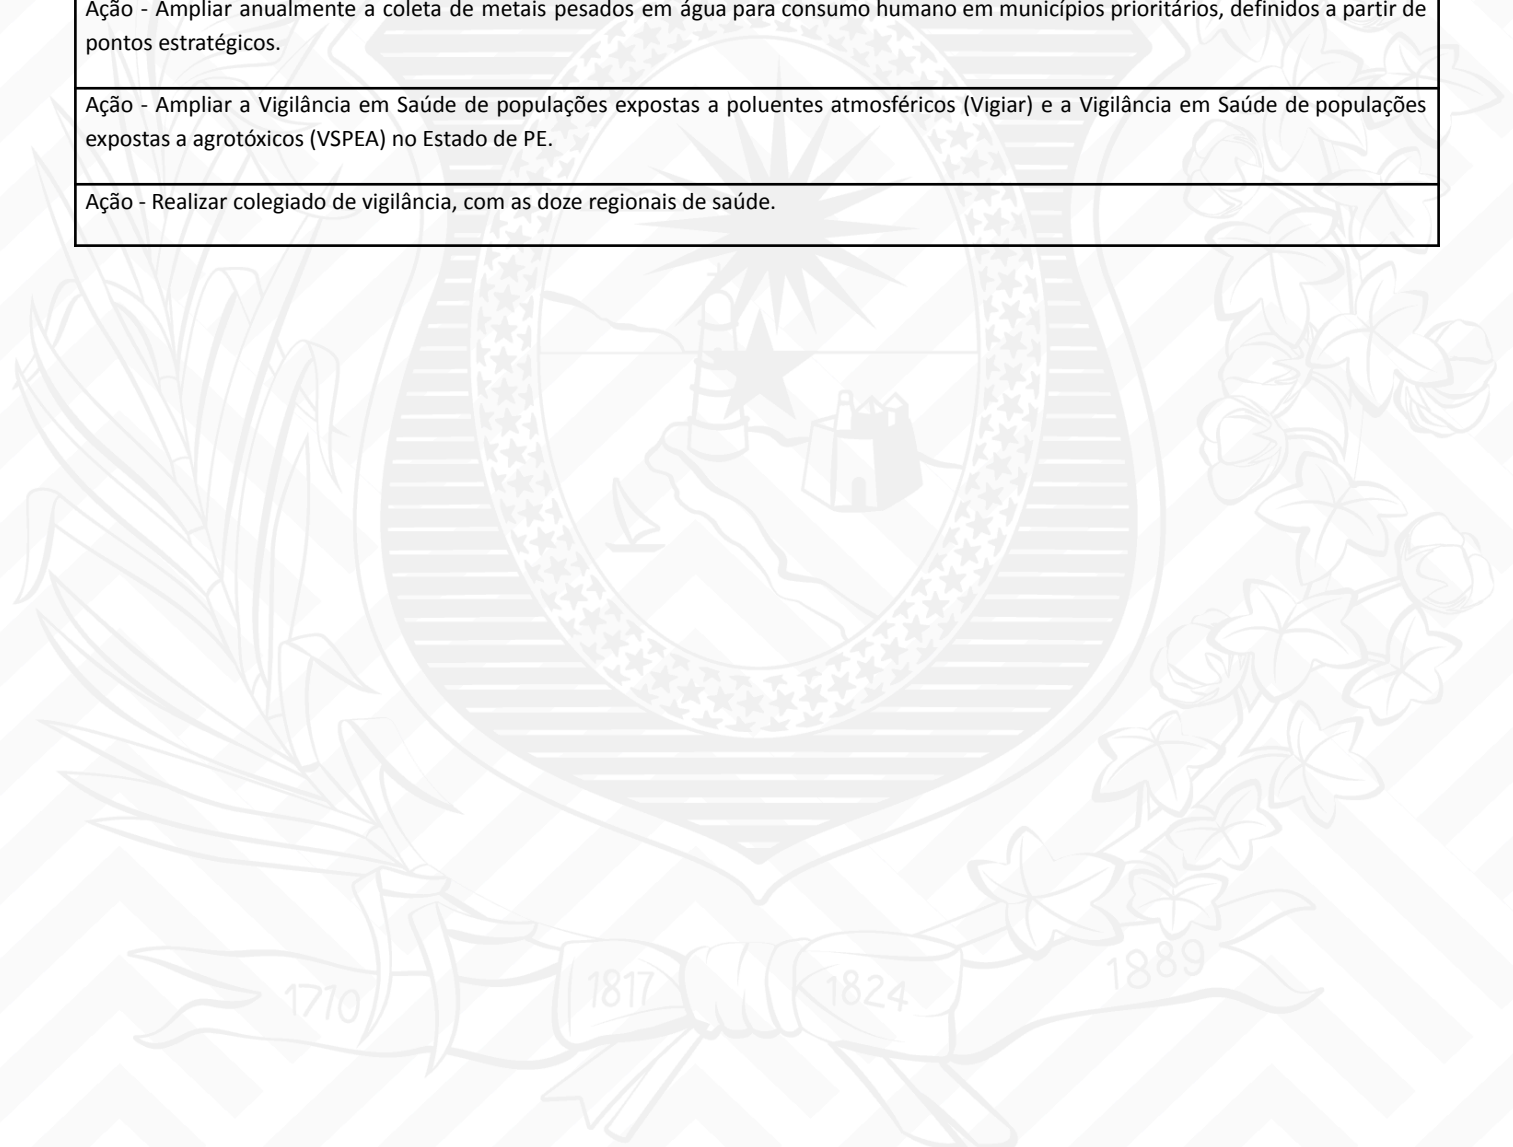 Ação - Ampliar anualmente a coleta de metais pesados em água para consumo humano em municípios prioritários, definidos a partir de
pontos estratégicos.
Ação - Ampliar a Vigilância em Saúde de populações expostas a poluentes atmosféricos (Vigiar) e a Vigilância em Saúde de populações
expostas a agrotóxicos (VSPEA) no Estado de PE.
Ação - Realizar colegiado de vigilância, com as doze regionais de saúde.
1710 1817 1824 1889